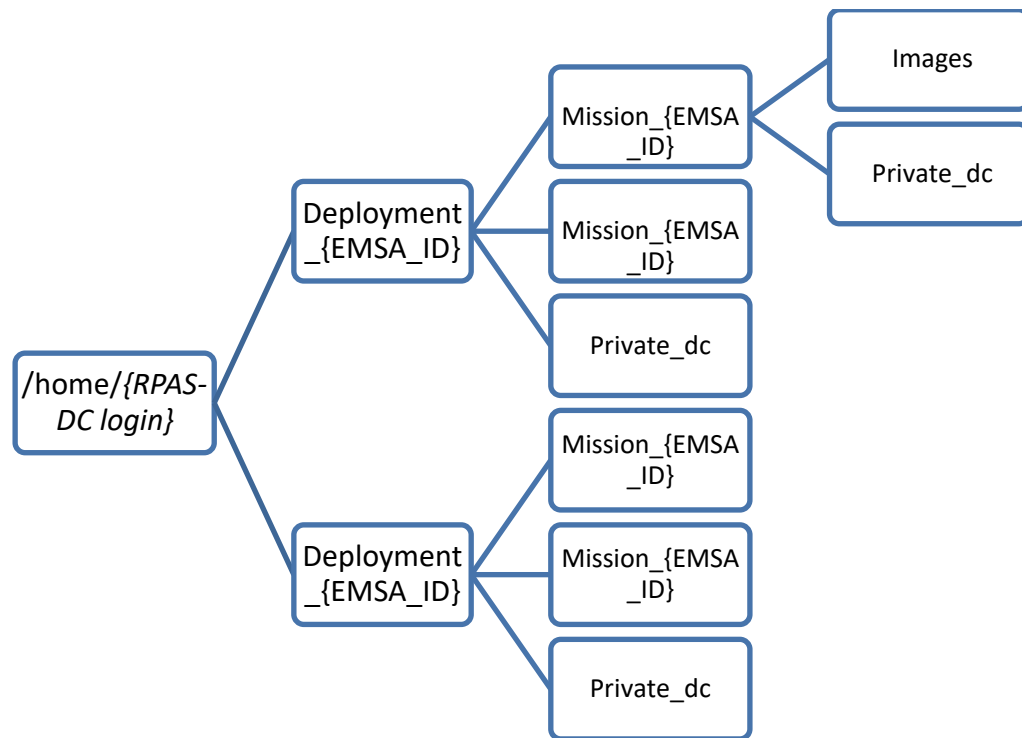 Images
Mission_{EMSA
_ID}
Private_dc
Deployment
_{EMSA_ID}
Mission_{EMSA
_ID}
Private_dc
/home/{RPAS-
DC login}
Mission_{EMSA
_ID}
Deployment
_{EMSA_ID}
Mission_{EMSA
_ID}
Private_dc